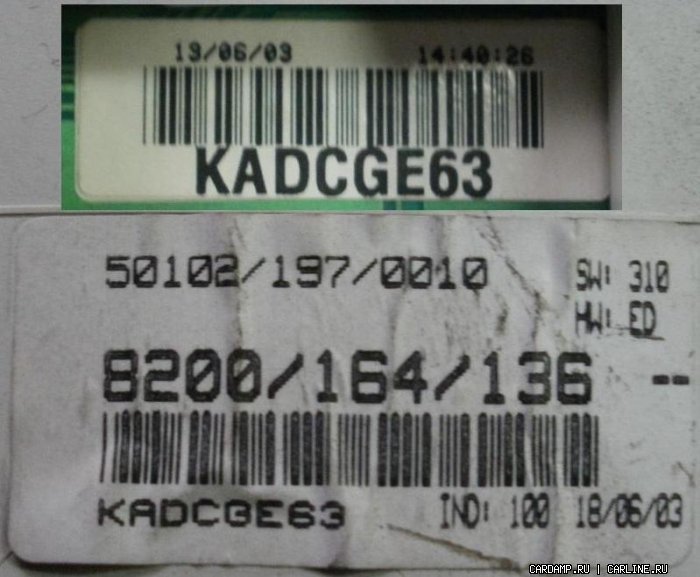 13/06/03 14:40:26
KADCGE63
50102/197/0010 SW: 310
HW: ED
8200/164/136 --
KADCGE63 IND: 100 18/06/03
CARDAMP.RU | CARLINE.RU